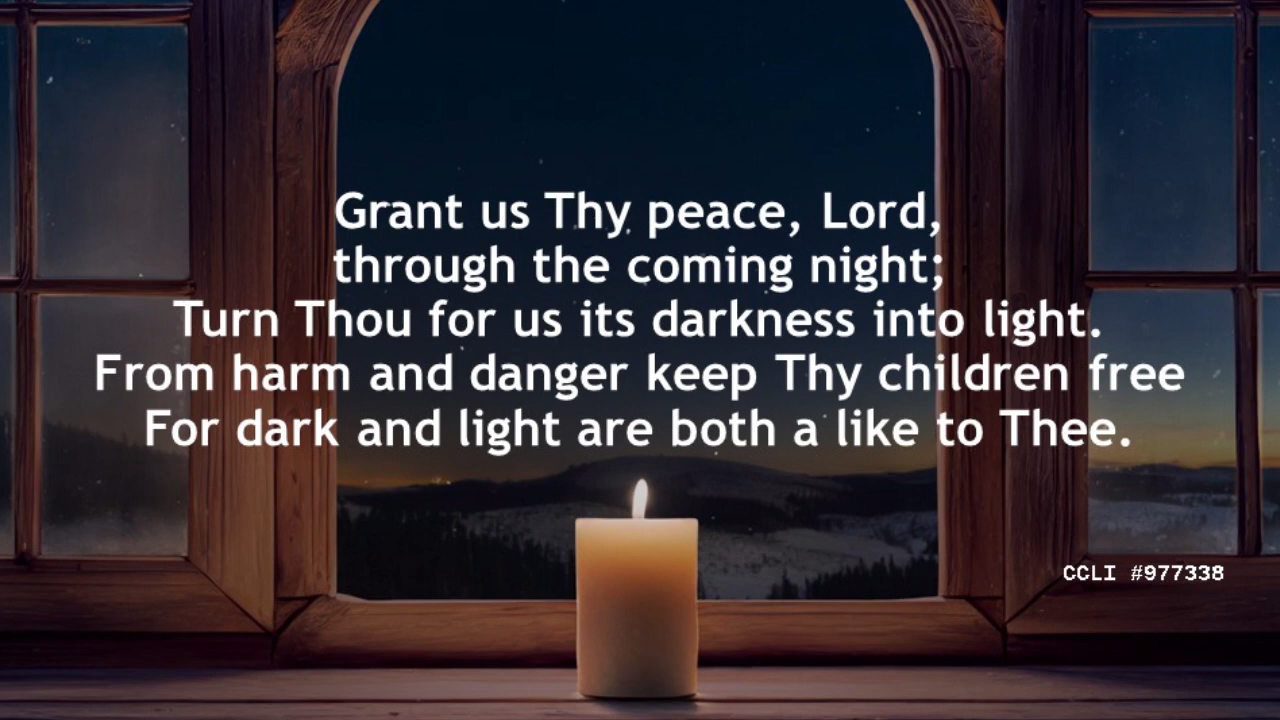 Grant us Thy peace, Lord,
through the coming night;
Turn Thou for us its darkness into light.
From harm and danger keep Thy children free
For dark and light are both a like to Thee.
CCLI #977338